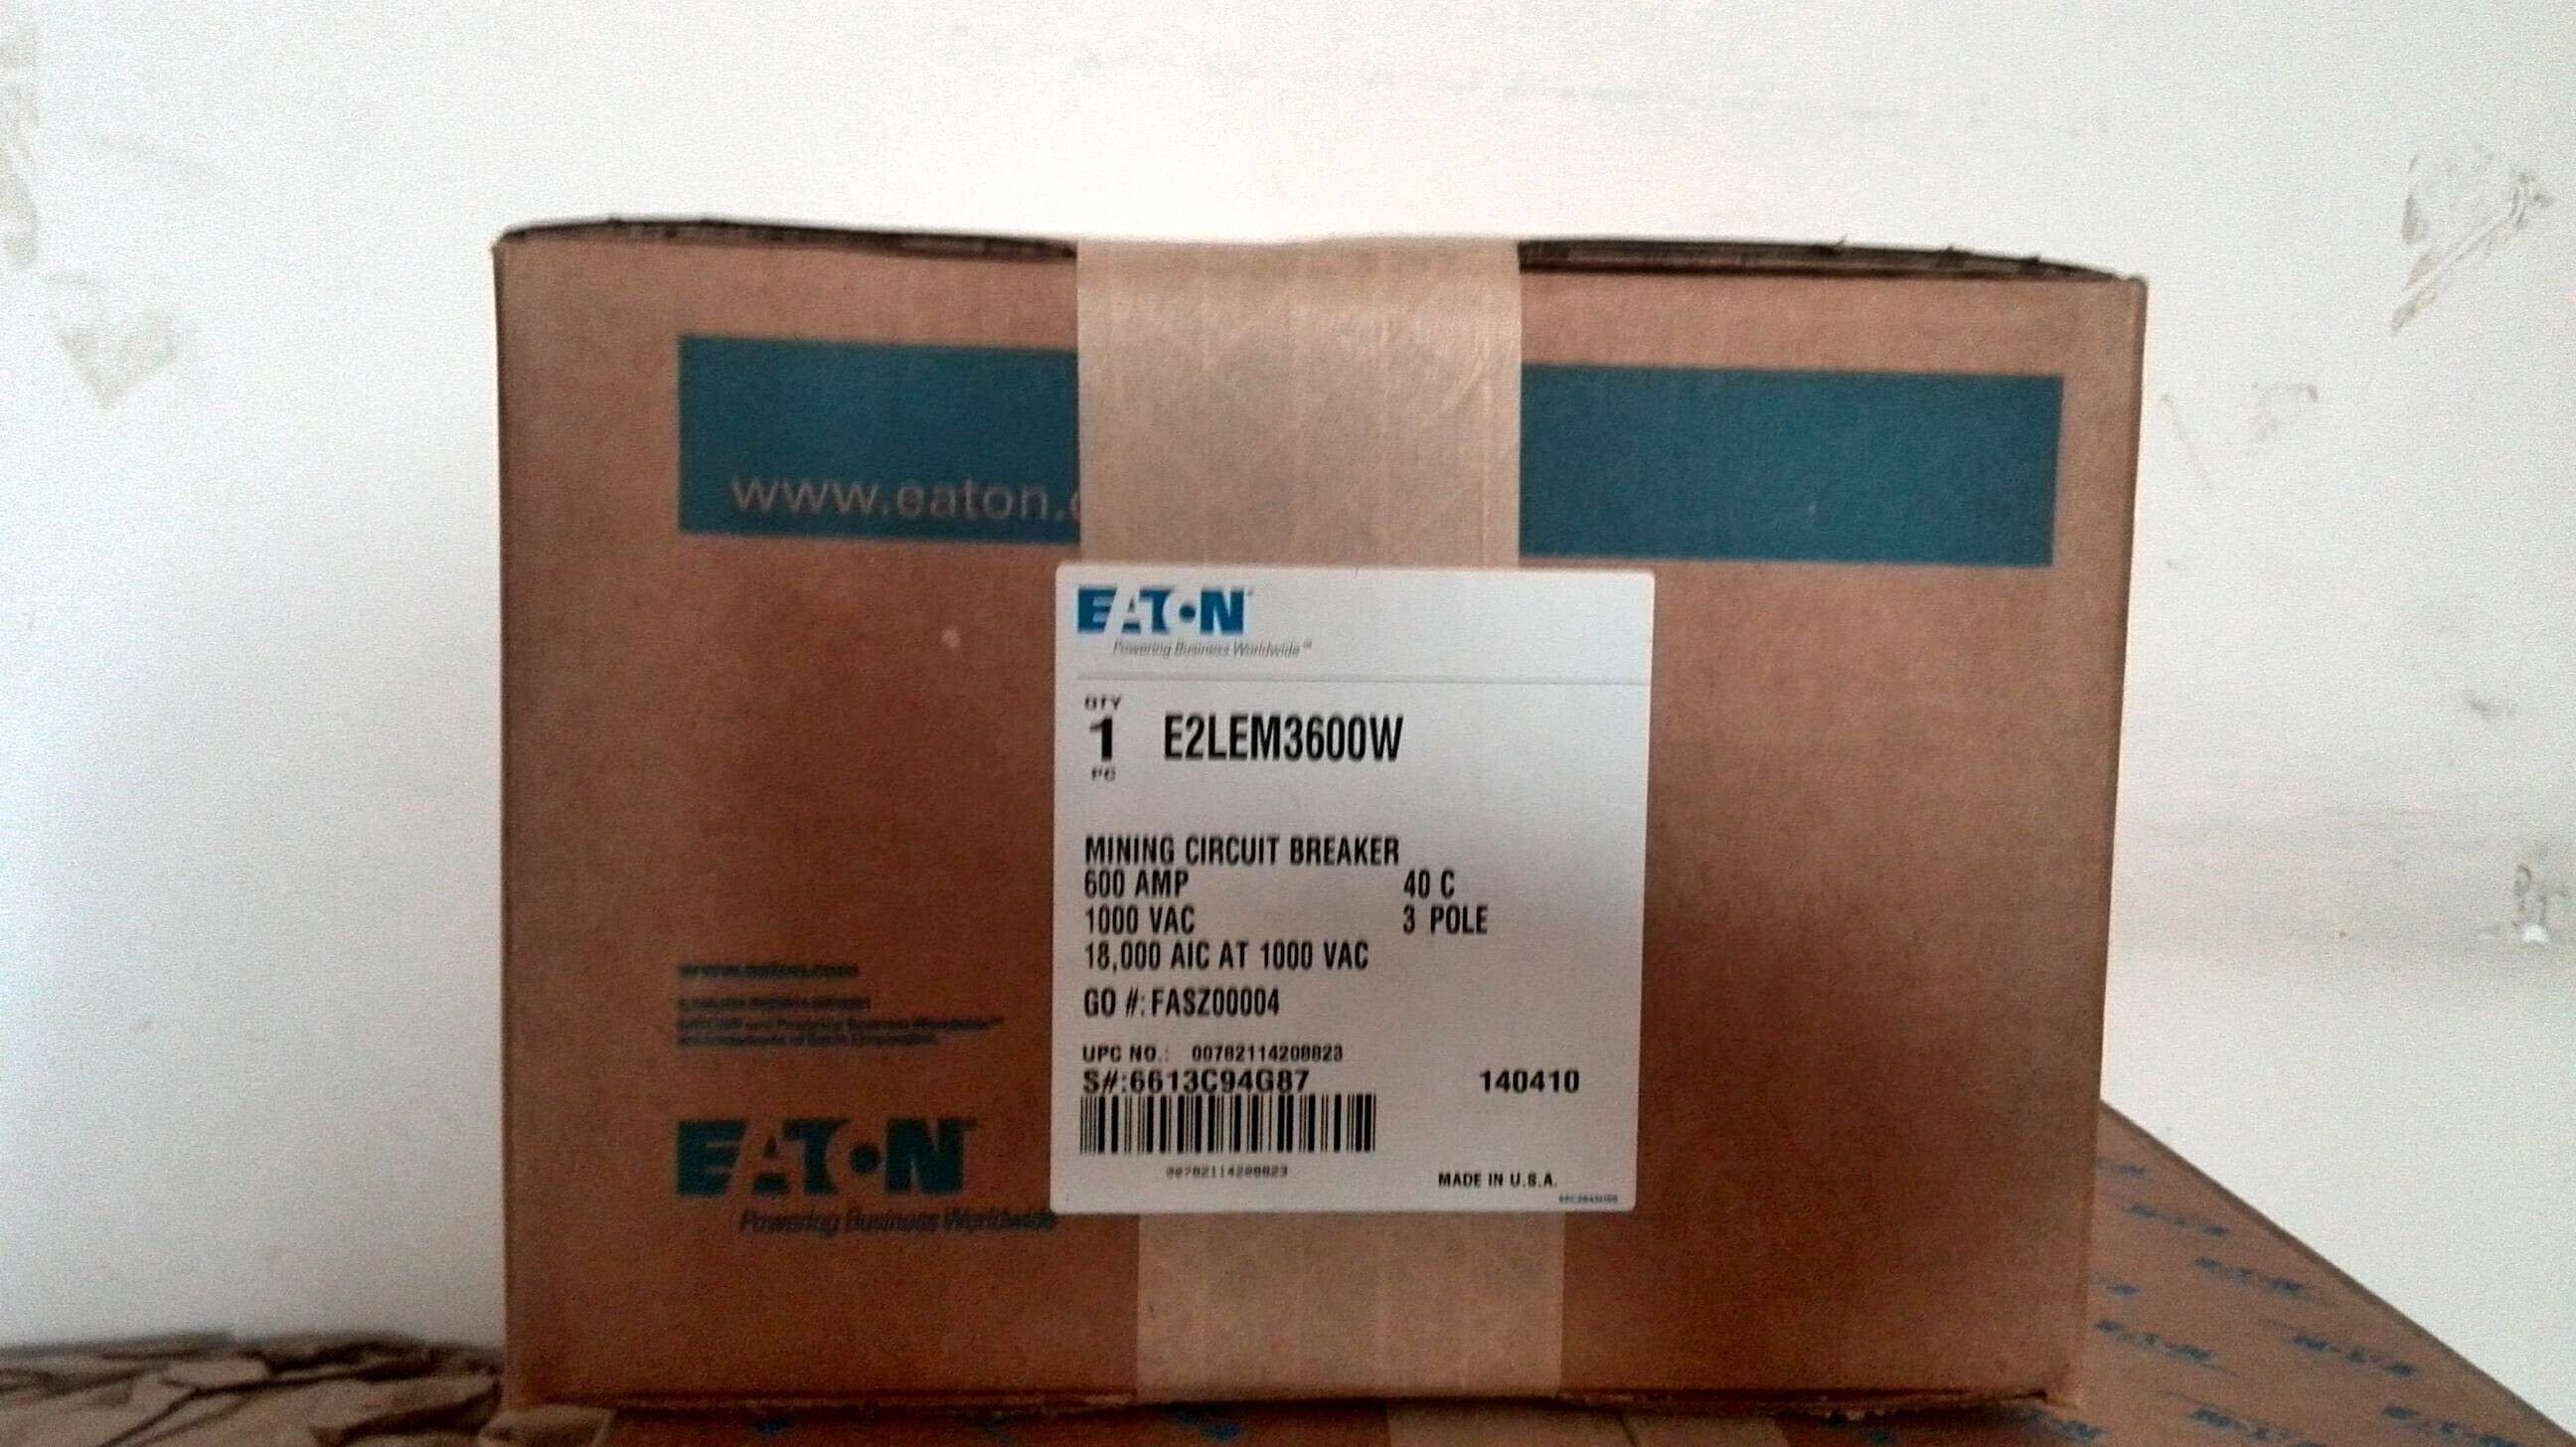 www.eaton.c
EATON
Powering Business Worldwide™
QTY
1 E2LEM3600W
PC
MINING CIRCUIT BREAKER
600 AMP 40 C
1000 VAC 3 POLE
18,000 AIC AT 1000 VAC
GO #: FASZ00004
UPC NO.: 00782114208823
S#:6613C94G87 140410
00782114208823
MADE IN U.S.A.
www.eaton.com
EATON
Powering Business Worldwide